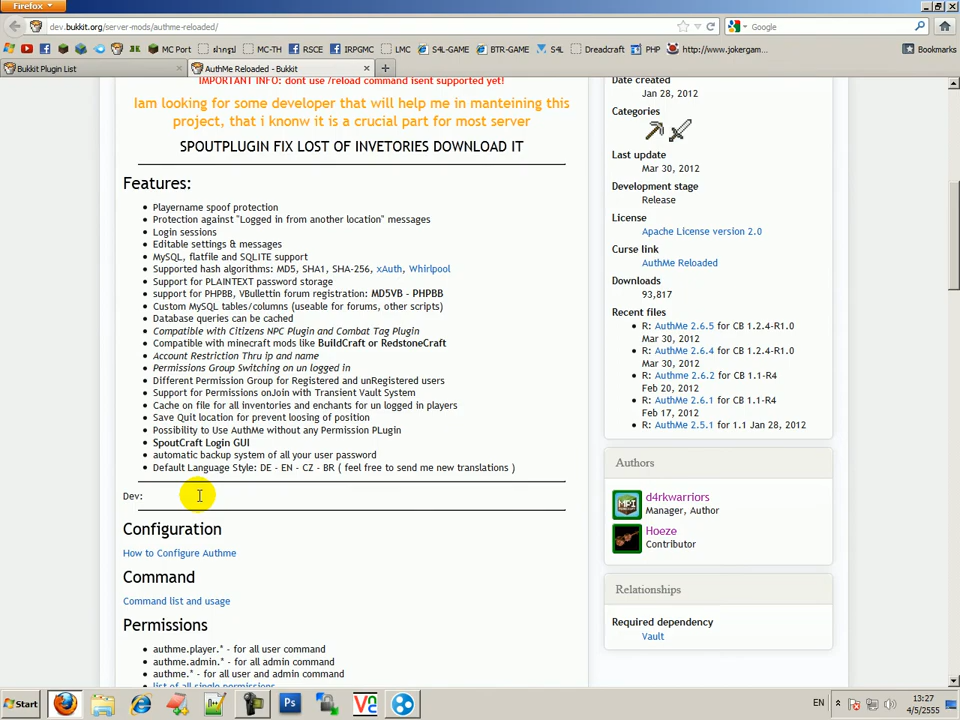 Firefox
dev.bukkit.org/server-mods/authme-reloaded/
Google
MC Port
MC-TH
RSCE
IRPGMC
LMC
S4L-GAME
BTR-GAME
S4L
Dreadcraft
PHP
http://www.jokergam...
Bookmarks
Bukkit Plugin List
AuthMe Reloaded - Bukkit
IMPORTANT INFO: dont use /reload command isent supported yet!
Iam looking for some developer that will help me in manteining this
project, that i knonw it is a crucial part for most server
SPOUTPLUGIN FIX LOST OF INVETORIES DOWNLOAD IT
Features:
Playername spoof protection
Protection against "Logged in from another location" messages
Login sessions
Editable settings & messages
MySQL, flatfile and SQLITE support
Supported hash algorithms: MD5, SHA1, SHA-256, xAuth, Whirlpool
Support for PLAINTEXT password storage
support for PHPBB, VBullettin forum registration: MD5VB - PHPBB
Custom MySQL tables/columns (useable for forums, other scripts)
Database queries can be cached
Compatible with Citizens NPC Plugin and Combat Tag Plugin
Compatible with minecraft mods like BuildCraft or RedstoneCraft
Account Restriction Thru ip and name
Permissions Group Switching on un logged in
Different Permission Group for Registered and unRegistered users
Support for Permissions onJoin with Transient Vault System
Cache on file for all inventories and enchants for un logged in players
Save Quit location for prevent loosing of position
Possibility to Use AuthMe without any Permission PLugin
SpoutCraft Login GUI
automatic backup system of all your user password
Default Language Style: DE - EN - CZ - BR ( feel free to send me new translations )
Dev:
Configuration
How to Configure Authme
Command
Command list and usage
Permissions
authme.player.* - for all user command
authme.admin.* - for all admin command
authme.* - for all user and admin command
list of all single permissions
Date created
Jan 28, 2012
Categories
Last update
Mar 30, 2012
Development stage
Release
License
Apache License version 2.0
Curse link
AuthMe Reloaded
Downloads
93,817
Recent files
R: AuthMe 2.6.5 for CB 1.2.4-R1.0
Mar 30, 2012
R: AuthMe 2.6.4 for CB 1.2.4-R1.0
Mar 30, 2012
R: Authme 2.6.2 for CB 1.1-R4
Feb 20, 2012
R: AuthMe 2.6.1 for CB 1.1-R4
Feb 17, 2012
R: AuthMe 2.5.1 for 1.1 Jan 28, 2012
Authors
d4rkwarriors
Manager, Author
Hoeze
Contributor
Relationships
Required dependency
Vault
Start
EN
13:27
4/5/2555